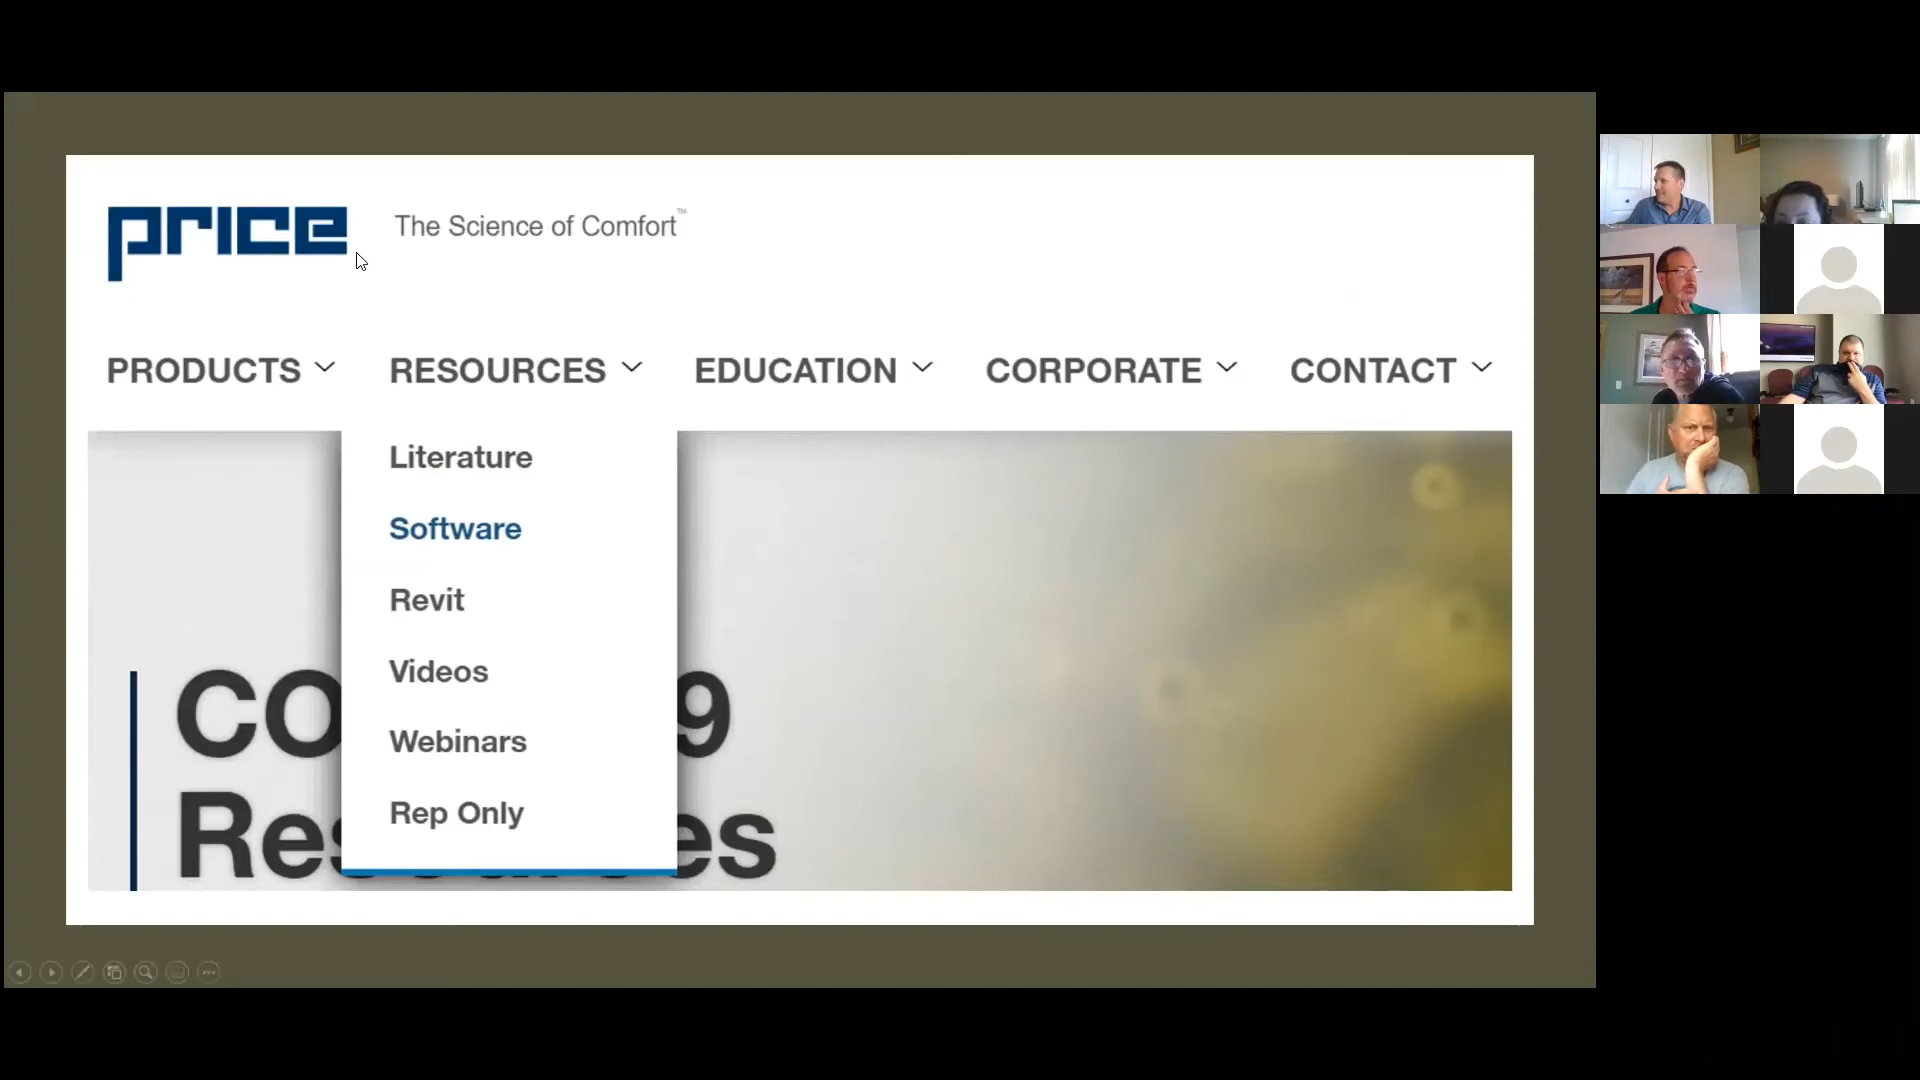 price The Science of Comfort™
PRODUCTS RESOURCES EDUCATION CORPORATE CONTACT
Literature
Software
Revit
Videos
Webinars
Rep Only
CO 9
Res es